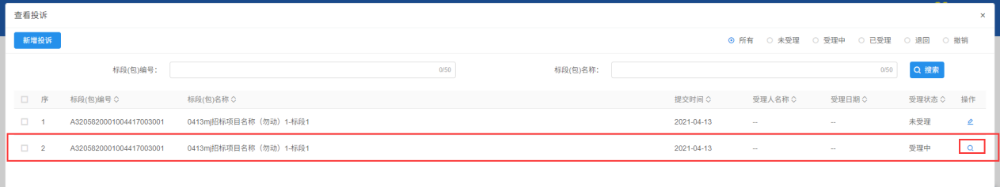 查看投诉 ×
新增投诉 所有 未受理 受理中 已受理 退回 撤销
标段(包)编号： 0/50 标段(包)名称： 0/50 搜索
序 标段(包)编号 标段(包)名称 提交时间 受理人名称 受理日期 受理状态 操作
1 A3205820001004417003001 0413mj招标项目名称（勿动）1-标段1 2021-04-13 -- -- 未受理
2 A3205820001004417003001 0413mj招标项目名称（勿动）1-标段1 2021-04-13 -- -- 受理中